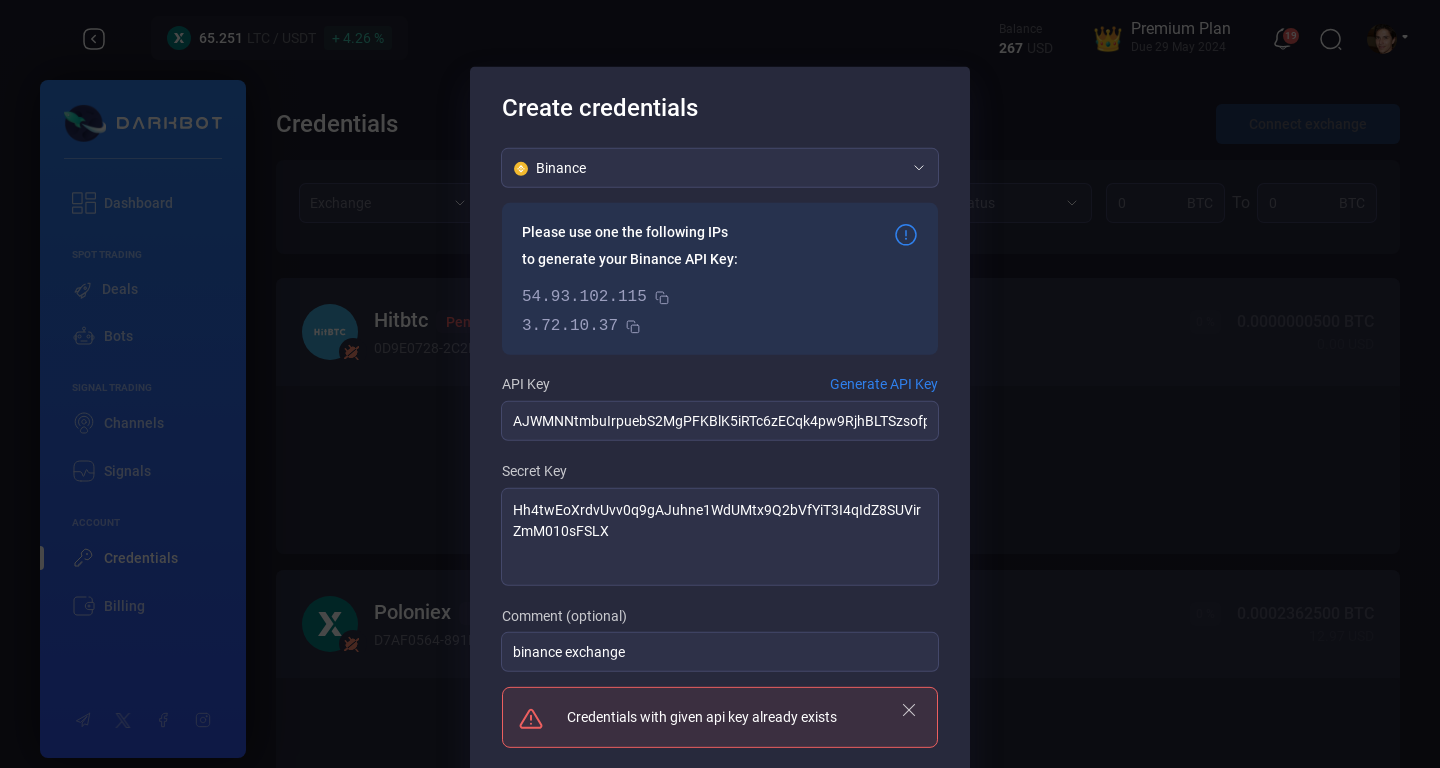 65.251 LTC / USDT + 4.26 %
Balance
267 USD
Premium Plan
Due 29 May 2024
19
DARKBOT
Dashboard
SPOT TRADING
Deals
Bots
SIGNAL TRADING
Channels
Signals
ACCOUNT
Credentials
Billing
Credentials
Connect exchange
Exchange
atus
0 BTC To 0 BTC
HitBTC
Hitbtc Pen
0D9E0728-2C2
0.0000000500 BTC
Poloniex
D7AF0564-891
0.0002362500 BTC
Create credentials
Binance
Please use one the following IPs
to generate your Binance API Key:
54.93.102.115
3.72.10.37
API Key Generate API Key
AJWMNNtmbuIrpuebS2MgPFKBlK5iRTc6zECqk4pw9RjhBLTSzsofp
Secret Key
Hh4twEoXrdvUvv0q9gAJuhne1WdUMtx9Q2bVfYiT3I4qIdZ8SUVir
ZmM010sFSLX
Comment (optional)
binance exchange
Credentials with given api key already exists